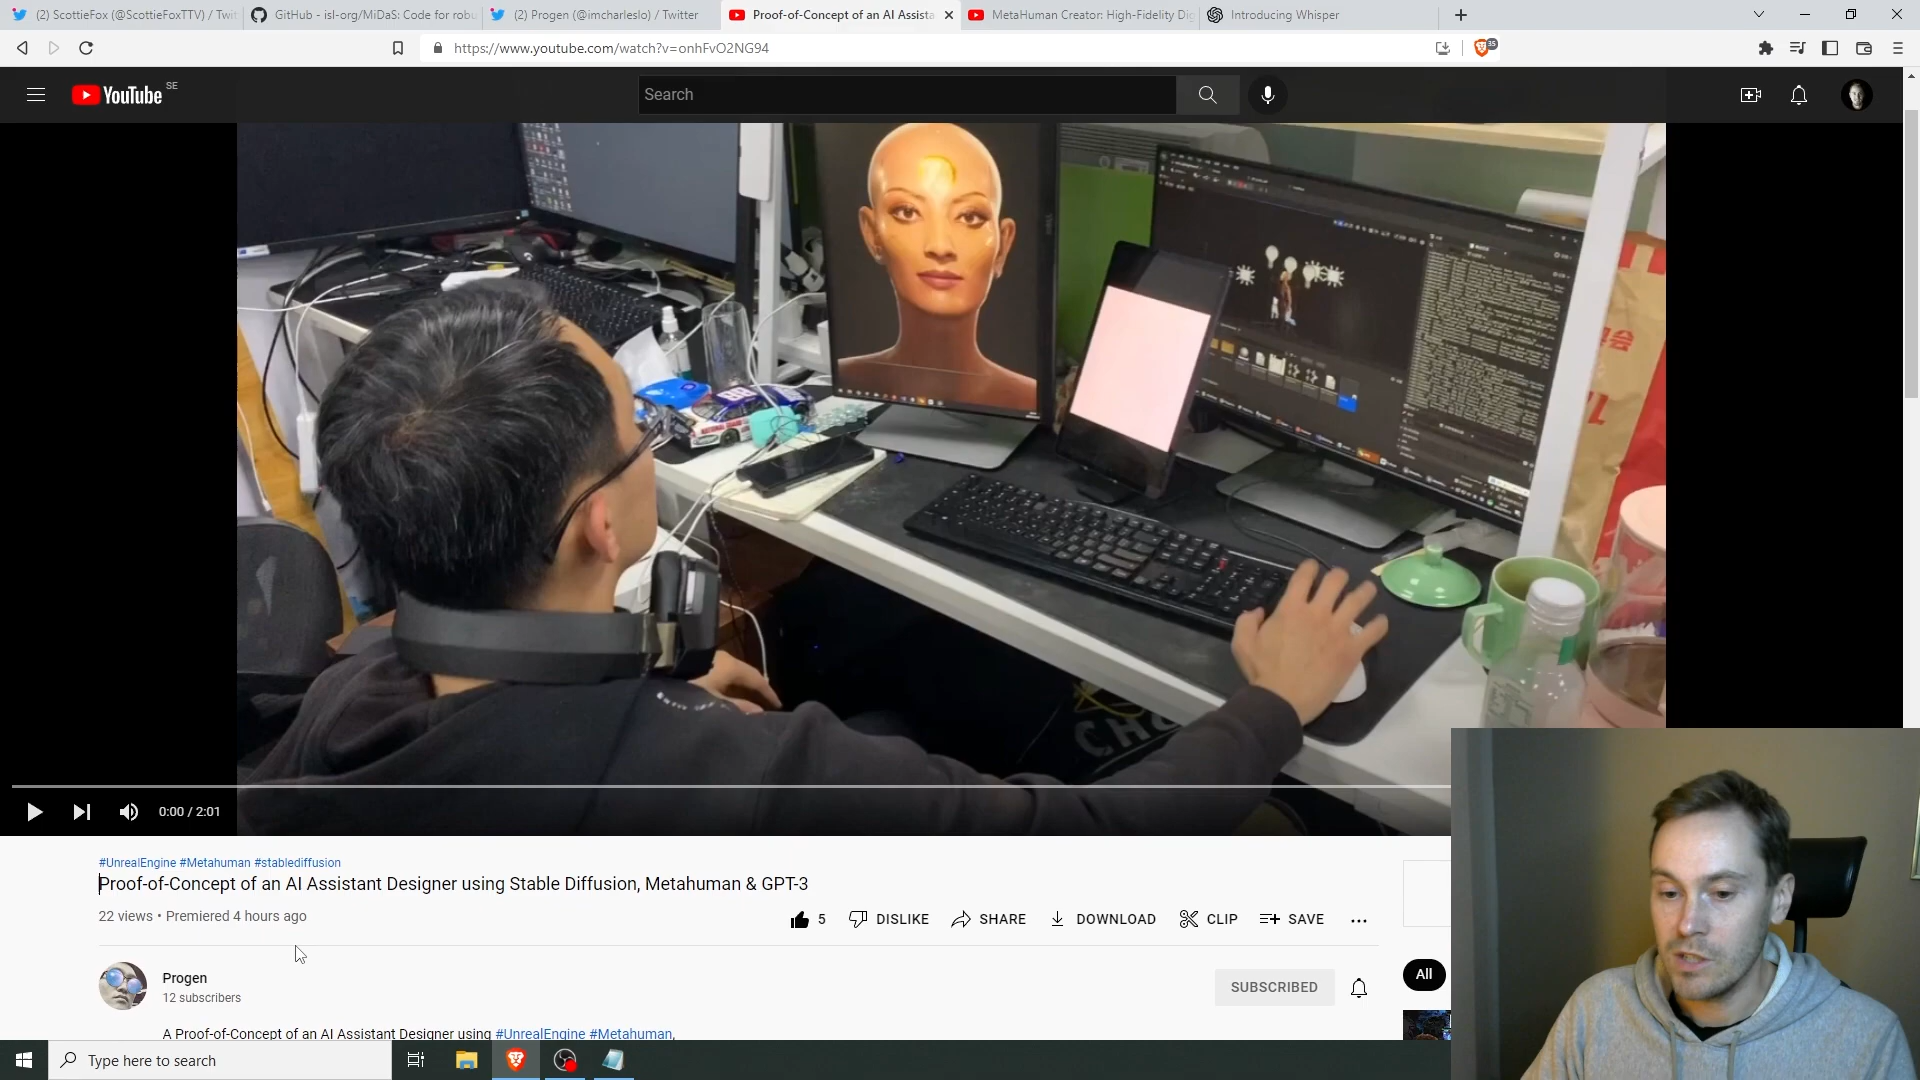 (2) ScottieFox (@ScottieFoxTTV) / Twit
GitHub - isl-org/MiDaS: Code for robu
(2) Progen (@imcharleslo) / Twitter
Proof-of-Concept of an AI Assista
MetaHuman Creator: High-Fidelity Dig
Introducing Whisper
https://www.youtube.com/watch?v=onhFvO2NG94
35
YouTube SE
Search
88
CHC
0:00 / 2:01
#UnrealEngine #Metahuman #stablediffusion
Proof-of-Concept of an AI Assistant Designer using Stable Diffusion, Metahuman & GPT-3
22 views • Premiered 4 hours ago
5
DISLIKE
SHARE
DOWNLOAD
CLIP
SAVE
Progen
12 subscribers
SUBSCRIBED
All
A Proof-of-Concept of an AI Assistant Designer using #UnrealEngine #Metahuman,
Type here to search